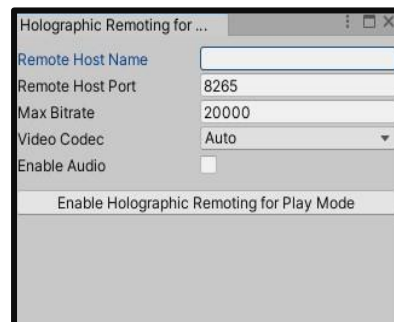 Holographic Remoting for ...
Remote Host Name
Remote Host Port 8265
Max Bitrate 20000
Video Codec Auto
Enable Audio
Enable Holographic Remoting for Play Mode